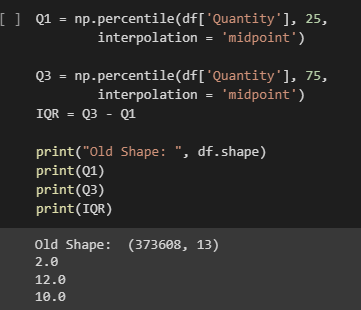 [ ] Q1 = np.percentile(df['Quantity'], 25,
interpolation = 'midpoint')
Q3 = np.percentile(df['Quantity'], 75,
interpolation = 'midpoint')
IQR = Q3 - Q1
print("Old Shape: ", df.shape)
print(Q1)
print(Q3)
print(IQR)
Old Shape:  (373608, 13)
2.0
12.0
10.0